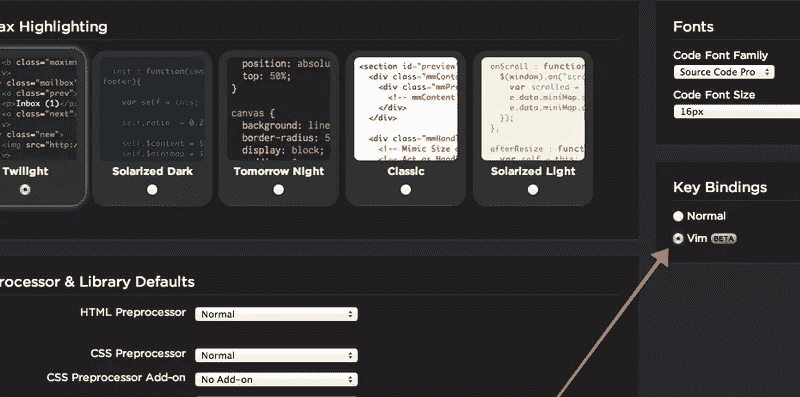 ax Highlighting
<b class="maxim
v>
class="mailbox"
<a class="prev"
<p>Inbox (1)</p
<a class="next"
v>
class="new">
<img src="http:/
Twilight
init : function(con
footer){
var self = this;
self.ratio = 0.2
self.$content = $
self.$minimap = $
Solarized Dark
position: absolu
top: 50%;
}
canvas {
background: line
border-radius: 5
display: block;
Tomorrow Night
<section id="preview
<div class="mmConte
<div class="mmPre
<!-- mmContent
</div>
</div>
<div class="mmHandl
<!-- Mimic Size o
<!-- Act as Handl
Classic
onScroll : function
$(window).on("scro
var scrolled =
e.data.miniMap.s
e.data.miniMap.s
});
},
afterResize : funct
var self = this;
Solarized Light
Fonts
Code Font Family
Source Code Pro
Code Font Size
16px
Key Bindings
Normal
Vim BETA
rocessor & Library Defaults
HTML Preprocessor Normal
CSS Preprocessor Normal
CSS Preprocessor Add-on No Add-on